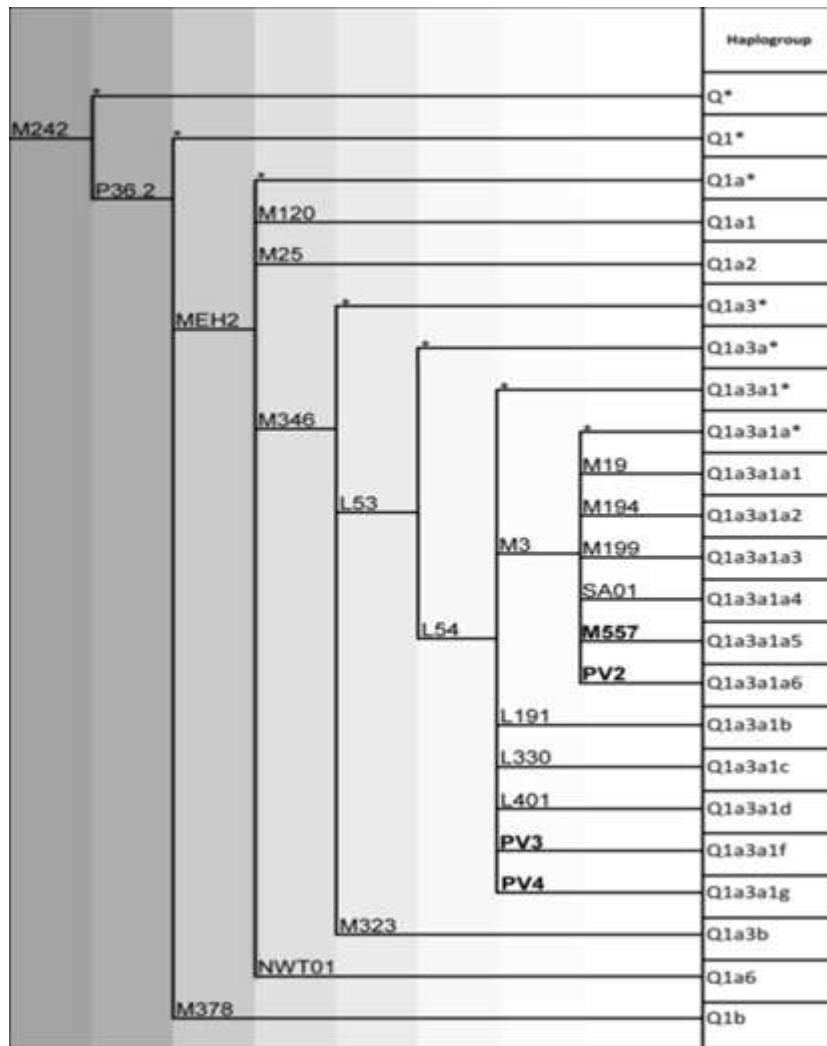 Haplogroup
* Q*
M242
* Q1*
P36.2
* Q1a*
M120 Q1a1
M25 Q1a2
* Q1a3*
MEH2
* Q1a3a*
* Q1a3a1*
M346
* Q1a3a1a*
M19 Q1a3a1a1
L53
M194 Q1a3a1a2
M3
M199 Q1a3a1a3
SA01 Q1a3a1a4
L54
M557 Q1a3a1a5
PV2 Q1a3a1a6
L191 Q1a3a1b
L330 Q1a3a1c
L401 Q1a3a1d
PV3 Q1a3a1f
PV4 Q1a3a1g
M323 Q1a3b
NWT01 Q1a6
M378 Q1b